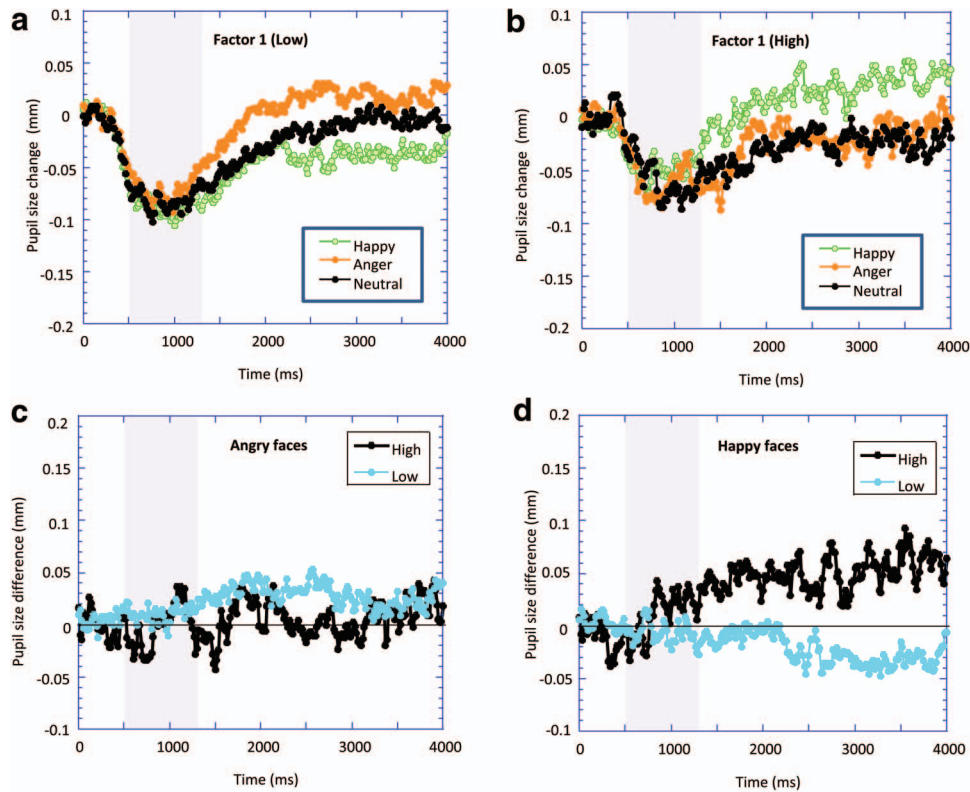 a
Factor 1 (Low)
0.1
0.05
0
-0.05
-0.1
-0.15
-0.2
Pupil size change (mm)
Happy
Anger
Neutral
0
1000
2000
3000
4000
Time (ms)
b
Factor 1 (High)
0.1
0.05
0
-0.05
-0.1
-0.15
-0.2
Pupil size change (mm)
Happy
Anger
Neutral
0
1000
2000
3000
4000
Time (ms)
c
Angry faces
0.2
0.15
0.1
0.05
0
-0.05
-0.1
Pupil size difference (mm)
High
Low
0
1000
2000
3000
4000
Time (ms)
d
Happy faces
0.2
0.15
0.1
0.05
0
-0.05
-0.1
Pupil size difference (mm)
High
Low
0
1000
2000
3000
4000
Time (ms)